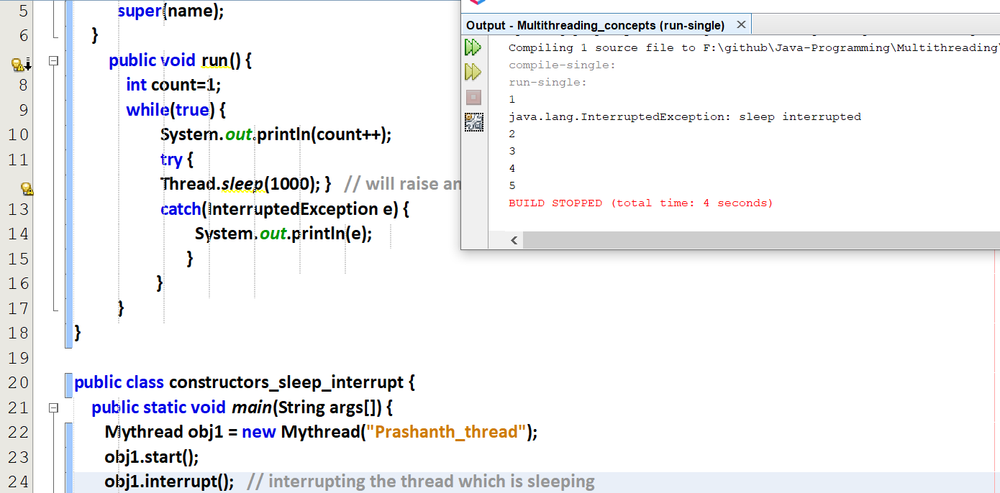 5 super(name);
6 }
public void run() {
8 int count=1;
9 while(true) {
10 System.out.println(count++);
11 try {
Thread.sleep(1000); } // will raise an
13 catch(InterruptedException e) {
14 System.out.println(e);
15 }
16 }
17 }
18 }
19
20 public class constructors_sleep_interrupt {
21 public static void main(String args[]) {
22 Mythread obj1 = new Mythread("Prashanth_thread");
23 obj1.start();
24 obj1.interrupt(); // interrupting the thread which is sleeping
Output - Multithreading_concepts (run-single)
Compiling 1 source file to F:\github\Java-Programming\Multithreading\
compile-single:
run-single:
1
java.lang.InterruptedException: sleep interrupted
2
3
4
5
BUILD STOPPED (total time: 4 seconds)